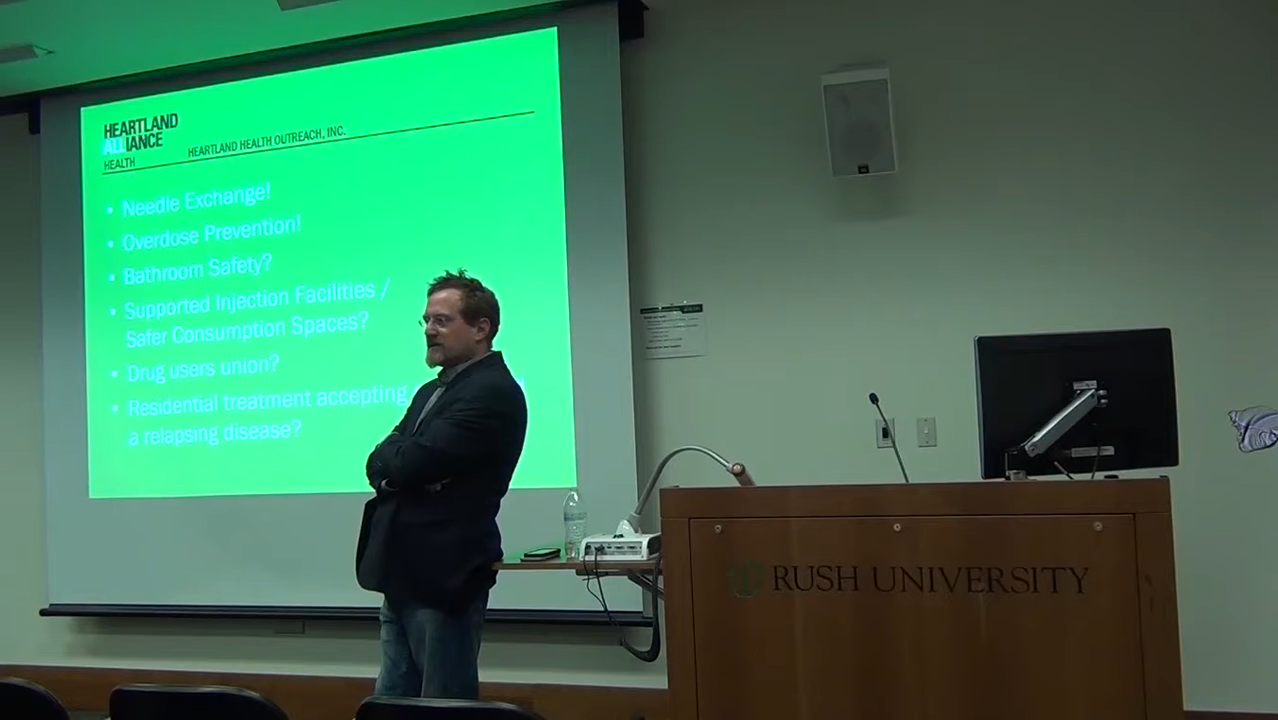 HEARTLAND
ALLIANCE
HEALTH
HEARTLAND HEALTH OUTREACH, INC.
• Needle Exchange!
• Overdose Prevention!
• Bathroom Safety?
• Supported Injection Facilities /
Safer Consumption Spaces?
• Drug users union?
• Residential treatment accepting
a relapsing disease?
RUSH UNIVERSITY